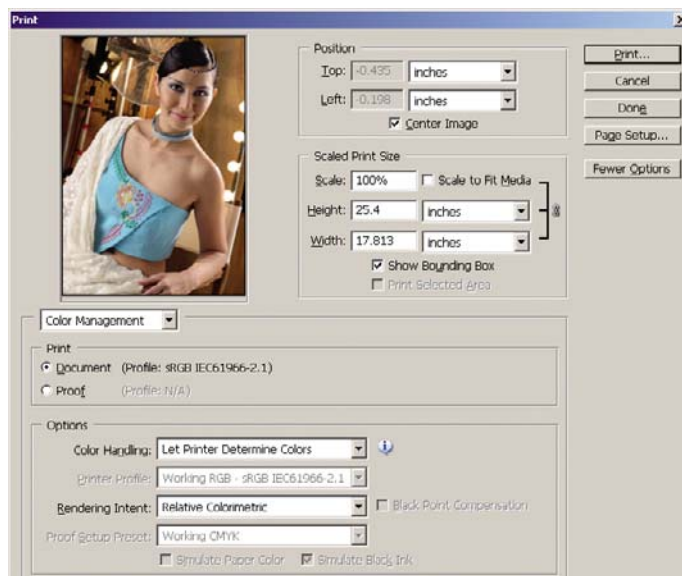 Print
Position
Top: -0.435 inches
Left: -0.198 inches
Center Image
Print...
Cancel
Done
Page Setup...
Fewer Options
Scaled Print Size
Scale: 100% Scale to Fit Media
Height: 25.4 inches
Width: 17.813 inches
Show Bounding Box
Print Selected Area
Color Management
Print
Document (Profile: sRGB IEC61966-2.1)
Proof (Profile: N/A)
Options
Color Handling: Let Printer Determine Colors
Printer Profile: Working RGB - sRGB IEC61966-2.1
Rendering Intent: Relative Colorimetric Black Point Compensation
Proof Setup Preset: Working CMYK
Simulate Paper Color Simulate Black Ink